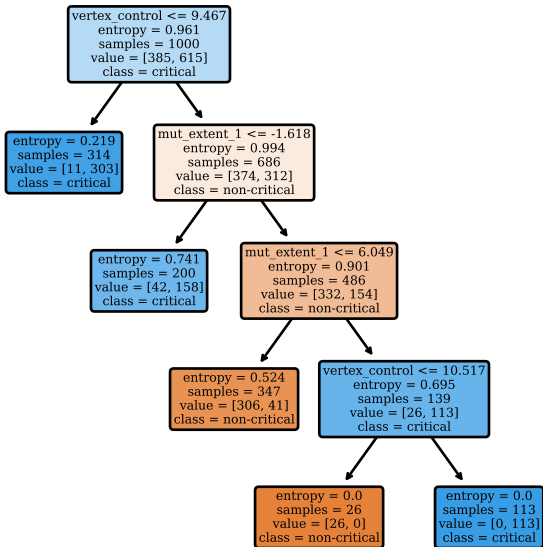 vertex_control <= 9.467
entropy = 0.961
samples = 1000
value = [385, 615]
class = critical
entropy = 0.219
samples = 314
value = [11, 303]
class = critical
mut_extent_1 <= -1.618
entropy = 0.994
samples = 686
value = [374, 312]
class = non-critical
entropy = 0.741
samples = 200
value = [42, 158]
class = critical
mut_extent_1 <= 6.049
entropy = 0.901
samples = 486
value = [332, 154]
class = non-critical
entropy = 0.524
samples = 347
value = [306, 41]
class = non-critical
vertex_control <= 10.517
entropy = 0.695
samples = 139
value = [26, 113]
class = critical
entropy = 0.0
samples = 26
value = [26, 0]
class = non-critical
entropy = 0.0
samples = 113
value = [0, 113]
class = critical